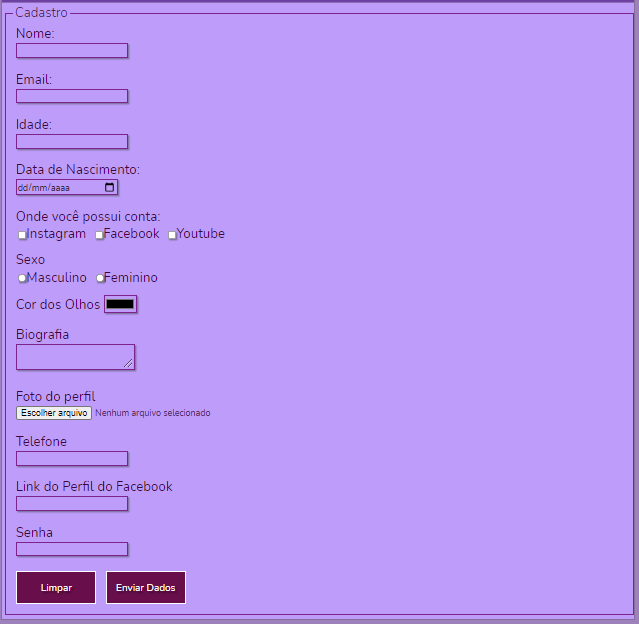 Cadastro
Nome:
Email:
Idade:
Data de Nascimento:
dd/mm/aaaa
Onde você possui conta:
Instagram Facebook Youtube
Sexo
Masculino Feminino
Cor dos Olhos
Biografia
Foto do perfil
Escolher arquivo Nenhum arquivo selecionado
Telefone
Link do Perfil do Facebook
Senha
Limpar Enviar Dados